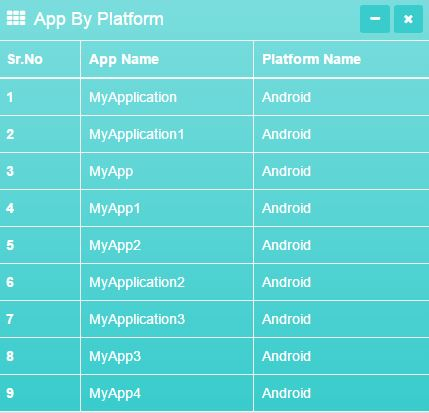 App By Platform
Sr.No App Name Platform Name
1 MyApplication Android
2 MyApplication1 Android
3 MyApp Android
4 MyApp1 Android
5 MyApp2 Android
6 MyApplication2 Android
7 MyApplication3 Android
8 MyApp3 Android
9 MyApp4 Android